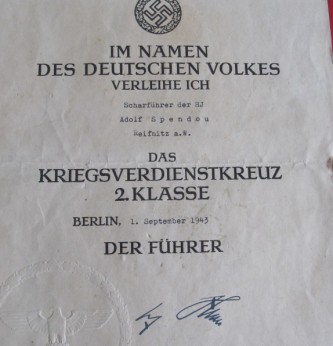 IM NAMEN
DES DEUTSCHEN VOLKES
VERLEIHE ICH
Scharführer der HJ
Adolf Spendou
Reifnitz a.W.
DAS
KRIEGSVERDIENSTKREUZ
2. KLASSE
BERLIN, 1. September 1943
DER FÜHRER